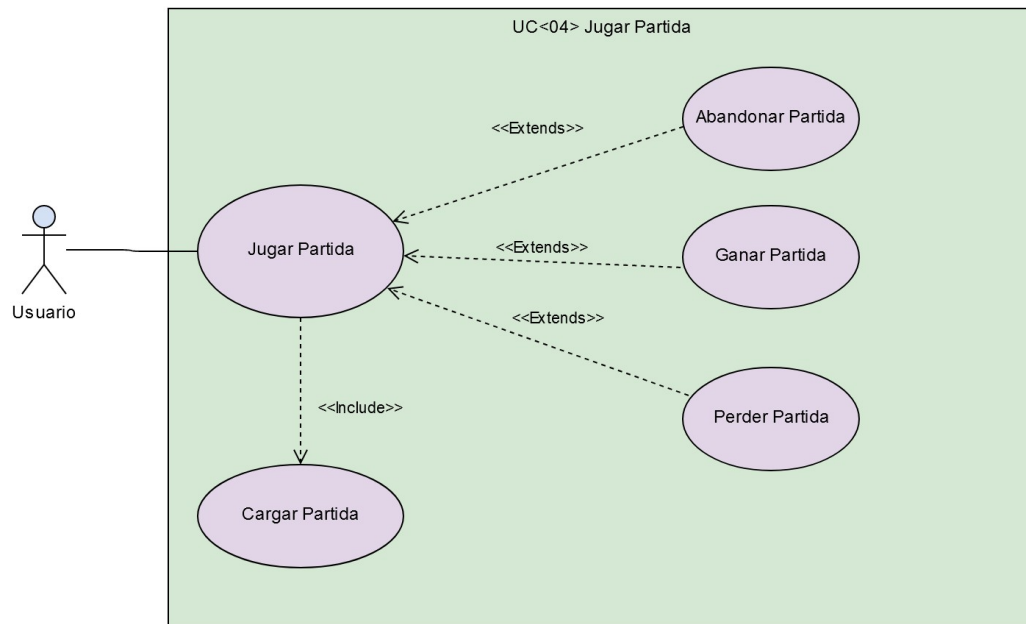 UC<04> Jugar Partida
Abandonar Partida
<<Extends>>
Jugar Partida
<<Extends>>
Ganar Partida
Usuario
<<Extends>>
Perder Partida
<<Include>>
Cargar Partida